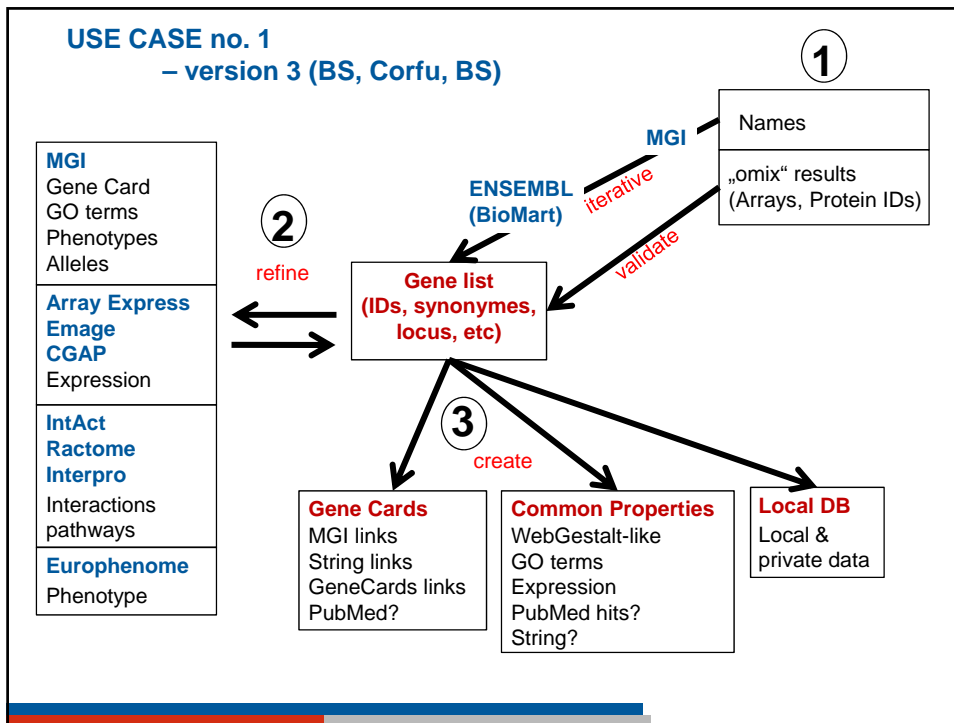 USE CASE no. 1
– version 3 (BS, Corfu, BS)
1
Names
„omix“ results
(Arrays, Protein IDs)
MGI
ENSEMBL
(BioMart)
iterative
validate
MGI
Gene Card
GO terms
Phenotypes
Alleles
Array Express
Emage
CGAP
Expression
IntAct
Ractome
Interpro
Interactions
pathways
Europhenome
Phenotype
2
refine
Gene list
(IDs, synonymes,
locus, etc)
3
create
Gene Cards
MGI links
String links
GeneCards links
PubMed?
Common Properties
WebGestalt-like
GO terms
Expression
PubMed hits?
String?
Local DB
Local &
private data